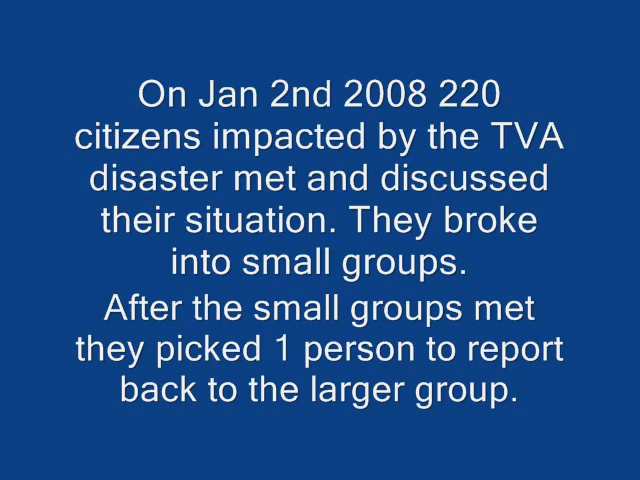 On Jan 2nd 2008 220
citizens impacted by the TVA
disaster met and discussed
their situation. They broke
into small groups.
After the small groups met
they picked 1 person to report
back to the larger group.